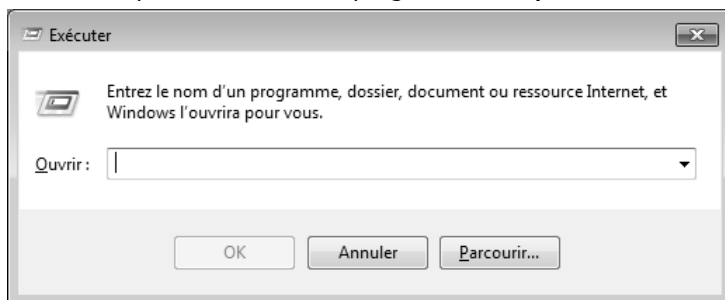 Exécuter
Entrez le nom d'un programme, dossier, document ou ressource Internet, et
Windows l'ouvrira pour vous.
Ouvrir :
OK Annuler Parcourir...